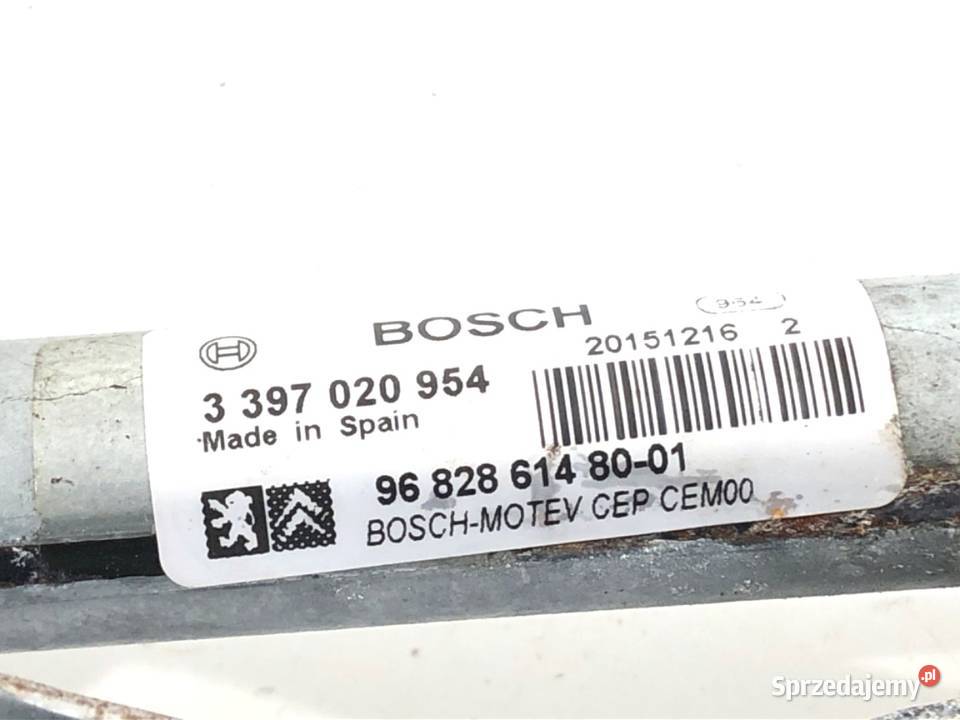 BOSCH
954
20151216 2
3 397 020 954
Made in Spain
96 828 614 80-01
BOSCH-MOTEV CEP CEM00
Sprzedajemy.pl